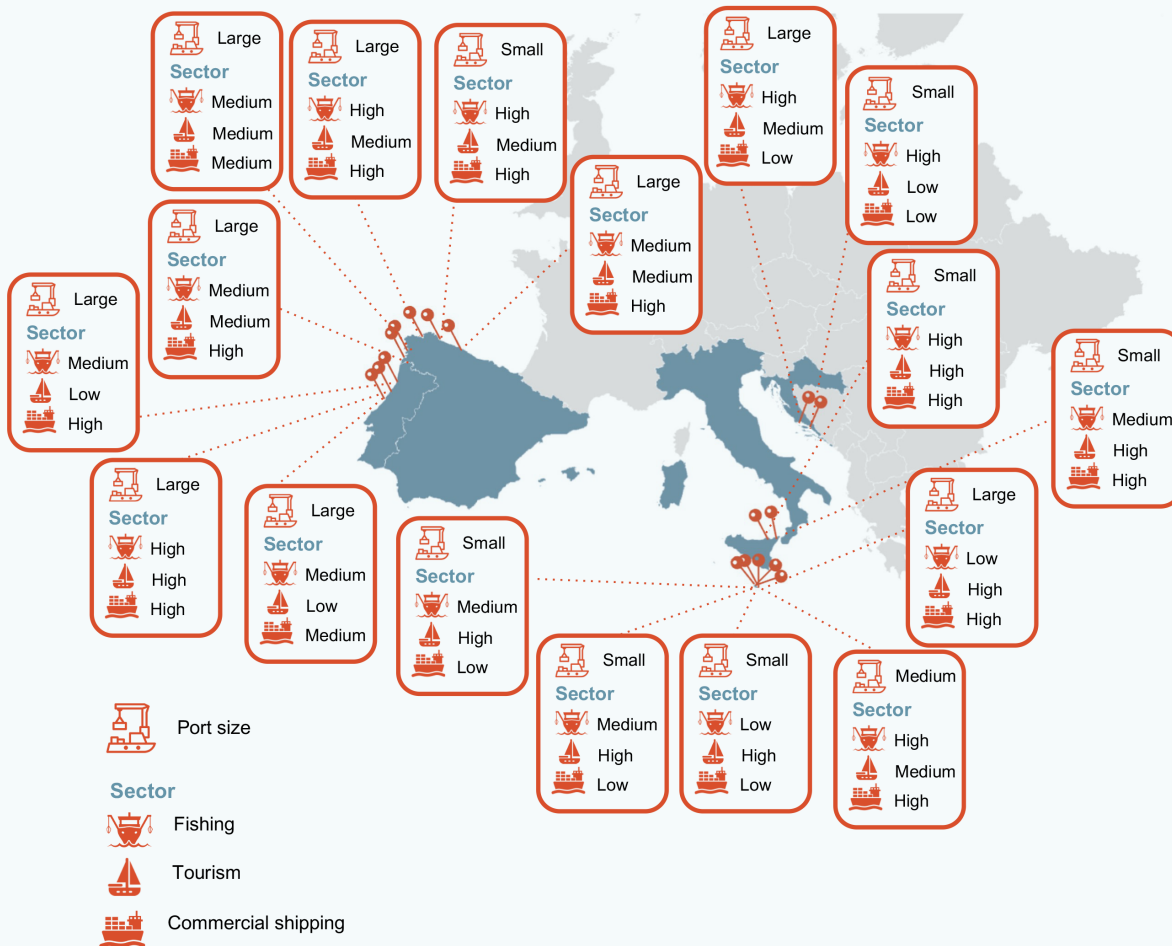 Large
Sector
Medium
Medium
Medium
Large
Sector
High
Medium
High
Small
Sector
High
Medium
High
Large
Sector
High
Medium
Low
Small
Sector
High
Low
Low
Large
Sector
Medium
Medium
High
Large
Sector
Medium
Medium
High
Small
Sector
High
High
High
Large
Sector
Medium
Low
High
Small
Sector
Medium
High
High
Large
Sector
High
High
High
Large
Sector
Medium
Low
Medium
Small
Sector
Medium
High
Low
Large
Sector
Low
High
High
Small
Sector
Medium
High
Low
Small
Sector
Low
High
Low
Medium
Sector
High
Medium
High
Port size
Sector
Fishing
Tourism
Commercial shipping